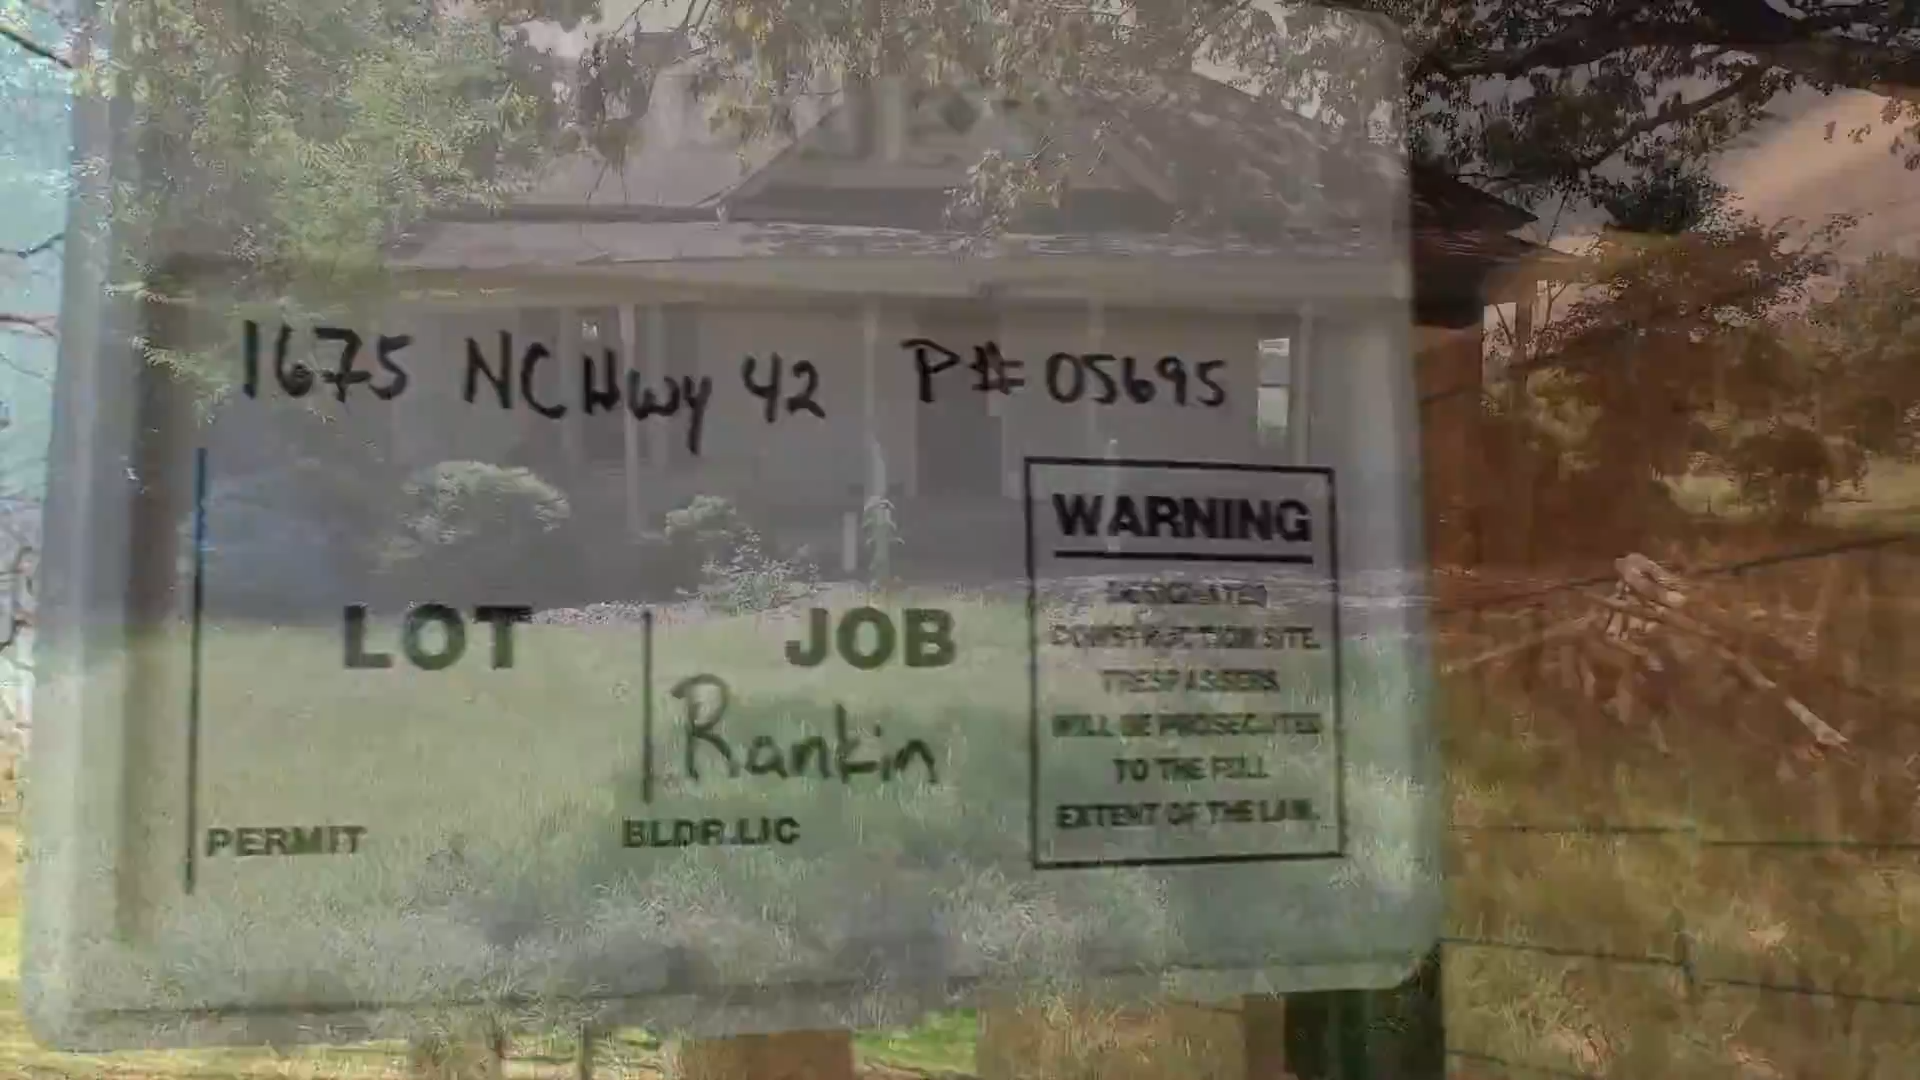 1675 NC Hwy 42 P# 05695
WARNING
DESIGNATED
CONSTRUCTION SITE.
TRESPASSERS
WILL BE PROSECUTED
TO THE FULL
EXTENT OF THE LAW.
LOT
JOB
Rankin
PERMIT
BLDR.LIC